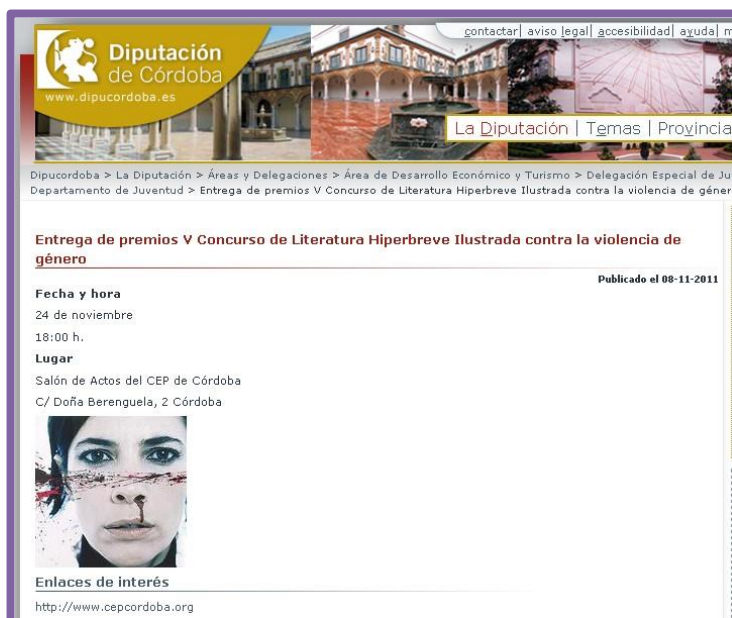 contactar| aviso legal| accesibilidad| ayuda|
Diputación
de Córdoba
www.dipucordoba.es
La Diputación | Temas | Provincia
Dipucordoba > La Diputación > Áreas y Delegaciones > Área de Desarrollo Económico y Turismo > Delegación Especial de Ju
Departamento de Juventud > Entrega de premios V Concurso de Literatura Hiperbreve Ilustrada contra la violencia de géner
Entrega de premios V Concurso de Literatura Hiperbreve Ilustrada contra la violencia de
género
Publicado el 08-11-2011
Fecha y hora
24 de noviembre
18:00 h.
Lugar
Salón de Actos del CEP de Córdoba
C/ Doña Berenguela, 2 Córdoba
Enlaces de interés
http://www.cepcordoba.org